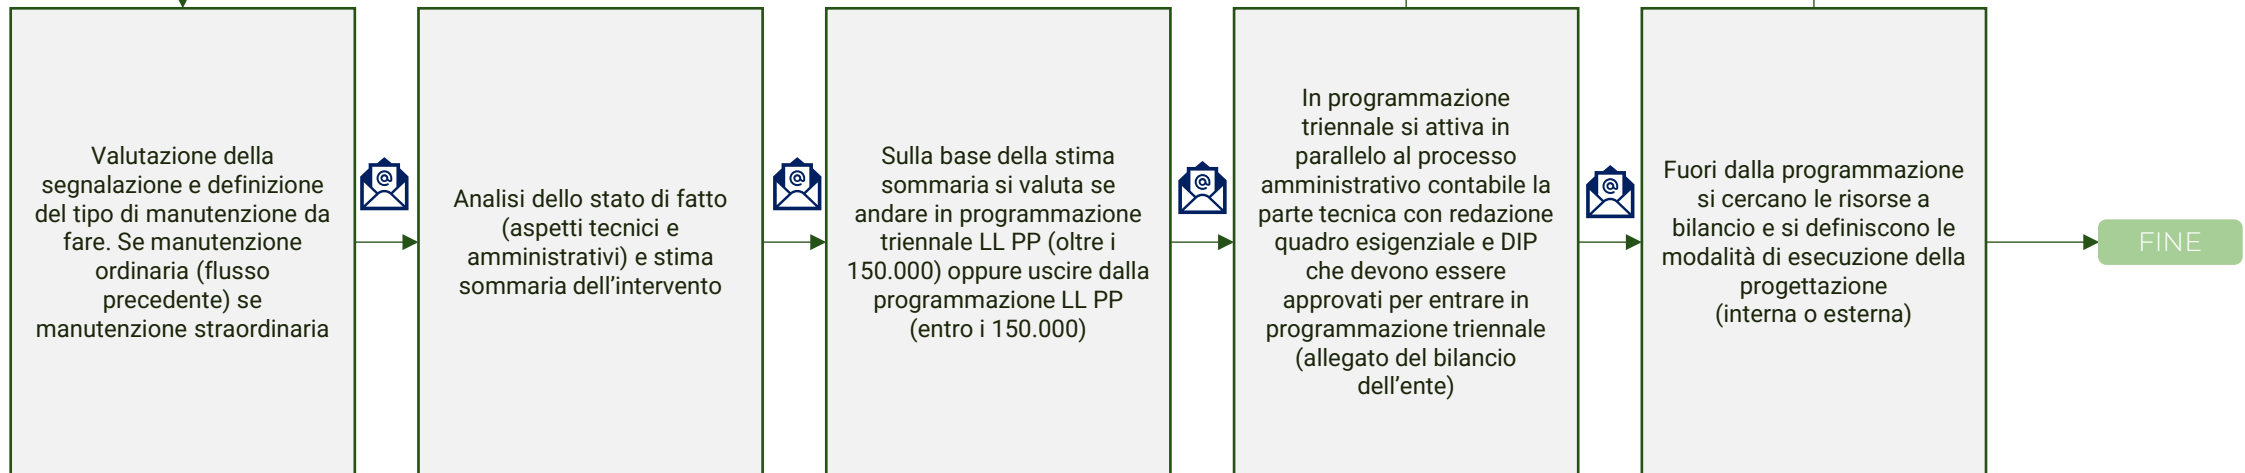 Valutazione della
segnalazione e definizione
del tipo di manutenzione da
fare. Se manutenzione
ordinaria (flusso
precedente) se
manutenzione straordinaria
@
Analisi dello stato di fatto
(aspetti tecnici e
amministrativi) e stima
sommaria dell'intervento
@
Sulla base della stima
sommaria si valuta se
andare in programmazione
triennale LL PP (oltre i
150.000) oppure uscire dalla
programmazione LL PP
(entro i 150.000)
@
In programmazione
triennale si attiva in
parallelo al processo
amministrativo contabile la
parte tecnica con redazione
quadro esigenziale e DIP
che devono essere
approvati per entrare in
programmazione triennale
(allegato del bilancio
dell'ente)
@
Fuori dalla programmazione
si cercano le risorse a
bilancio e si definiscono le
modalità di esecuzione della
progettazione
(interna o esterna)
FINE